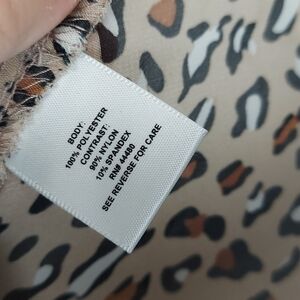 BODY:
100% POLYESTER
CONTRAST:
90% NYLON
10% SPANDEX
RN# 44480
SEE REVERSE FOR CARE